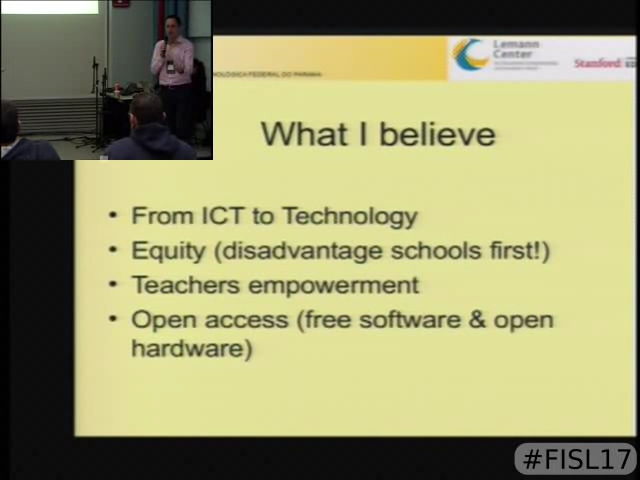 NOLÓGICA FEDERAL DO PARANÁ
Lemann
Center
Stanford
What I believe
• From ICT to Technology
• Equity (disadvantage schools first!)
• Teachers empowerment
• Open access (free software & open
hardware)
#FISL17